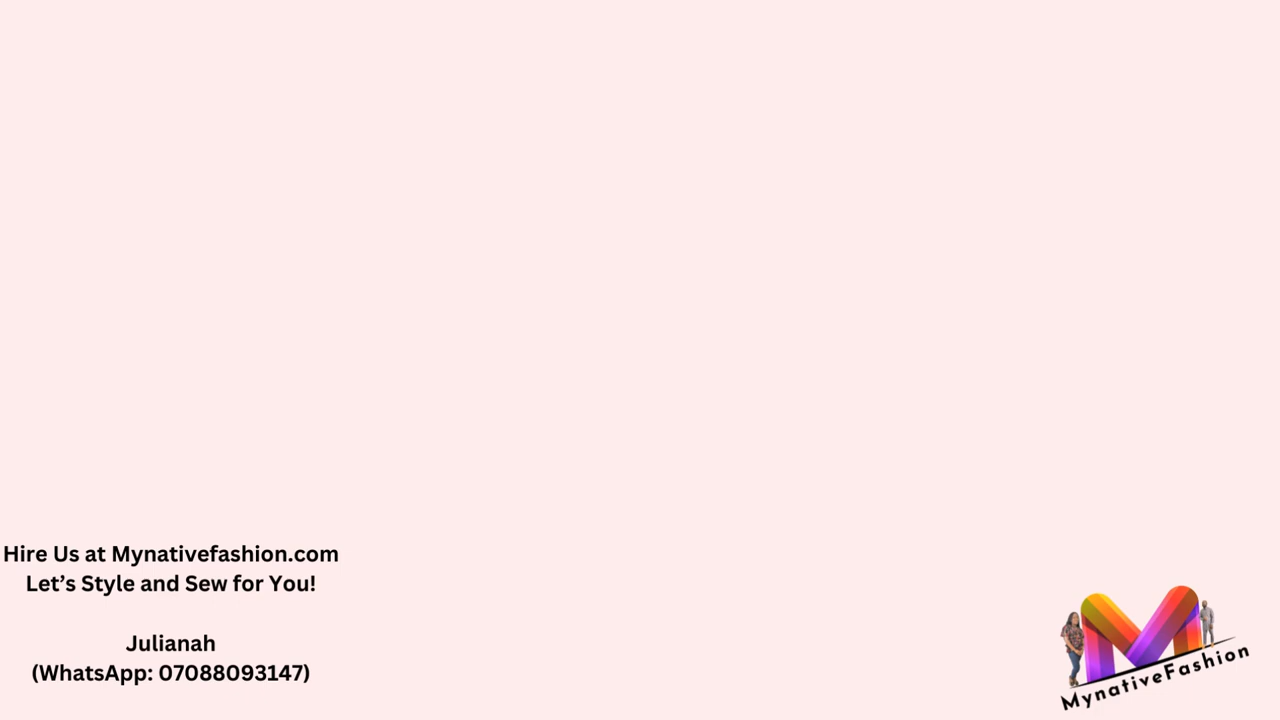 Hire Us at Mynativefashion.com
Let’s Style and Sew for You!
Julianah
(WhatsApp: 07088093147)
MynativeFashion